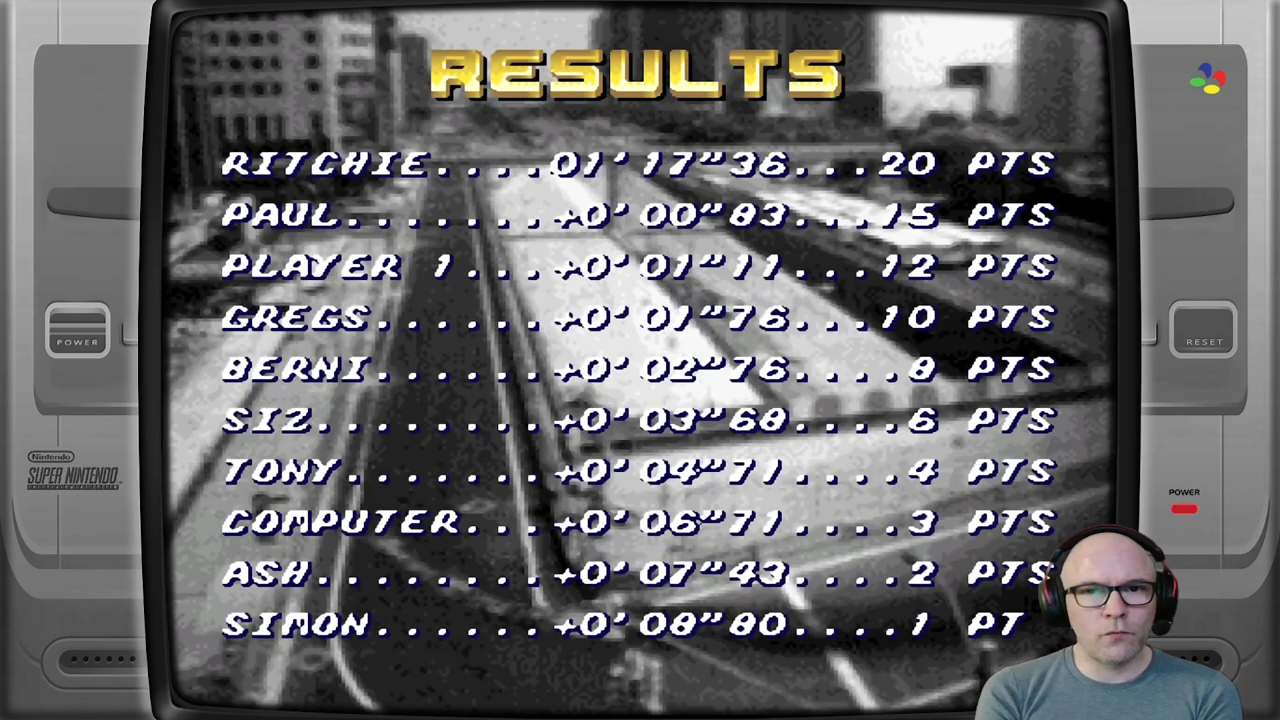 RESULTS
RITCHIE....01'17"36...20 PTS
PAUL.......+0'00"83...15 PTS
PLAYER 1...+0'01"11...12 PTS
GREGS......+0'01"76...10 PTS
BERNI......+0'02"76....8 PTS
SIZ........+0'03"68....6 PTS
TONY.......+0'04"71....4 PTS
COMPUTER...+0'06"71....3 PTS
ASH........+0'07"43....2 PTS
SIMON......+0'08"80....1 PT
POWER
RESET
Nintendo
SUPER NINTENDO
POWER